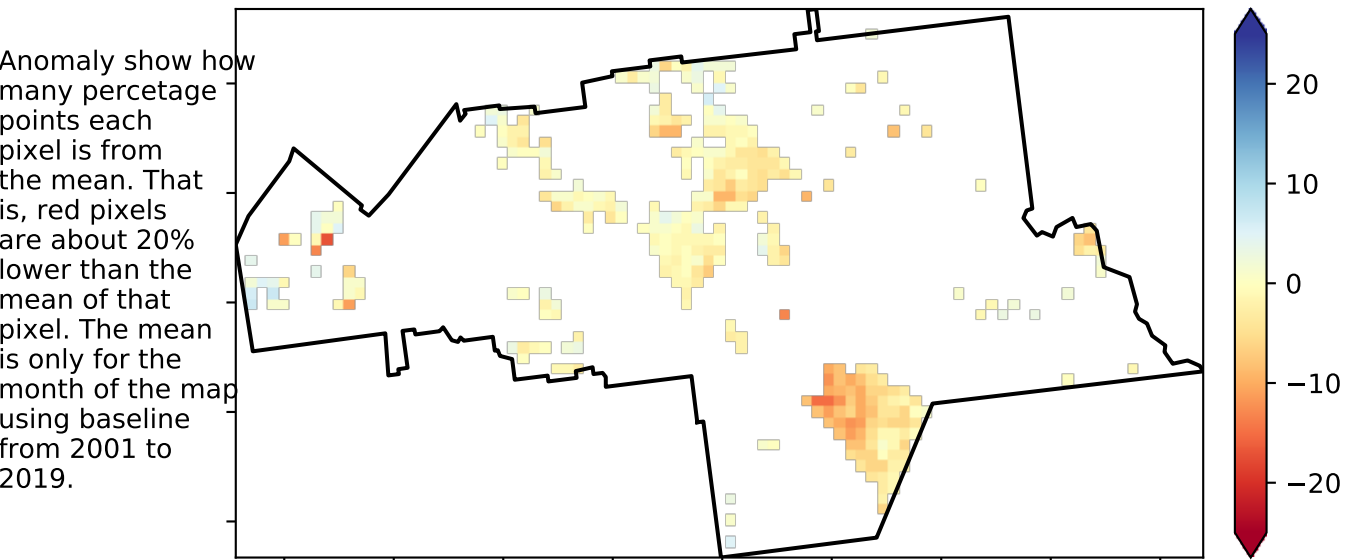 Anomaly show how
many percetage
points each
pixel is from
the mean. That
is, red pixels
are about 20%
lower than the
mean of that
pixel. The mean
is only for the
month of the map
using baseline
from 2001 to
2019.
20
10
0
−10
−20